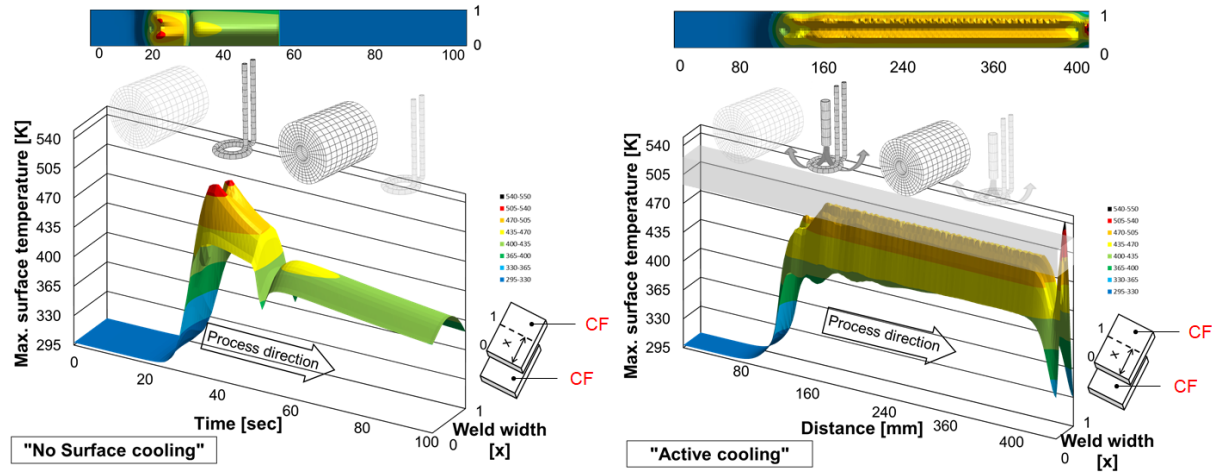 1
0
0 20 40 60 80 100
Max. surface temperature [K]
540
505
470
435
400
365
330
295
540-550
505-540
470-505
435-470
400-435
365-400
330-365
295-330
Process direction
0
20
40
60
100
Time [sec]
1
0
Weld width
[x]
1
0
x
CF
CF
"No Surface cooling"
1
0
0 80 160 240 360 400
Max. surface temperature [K]
540
505
470
435
400
365
330
295
540-550
505-540
470-505
435-470
400-435
365-400
330-365
295-330
Process direction
0
80
160
240
360
400
Distance [mm]
1
0
Weld width
[x]
1
0
x
CF
CF
"Active cooling"